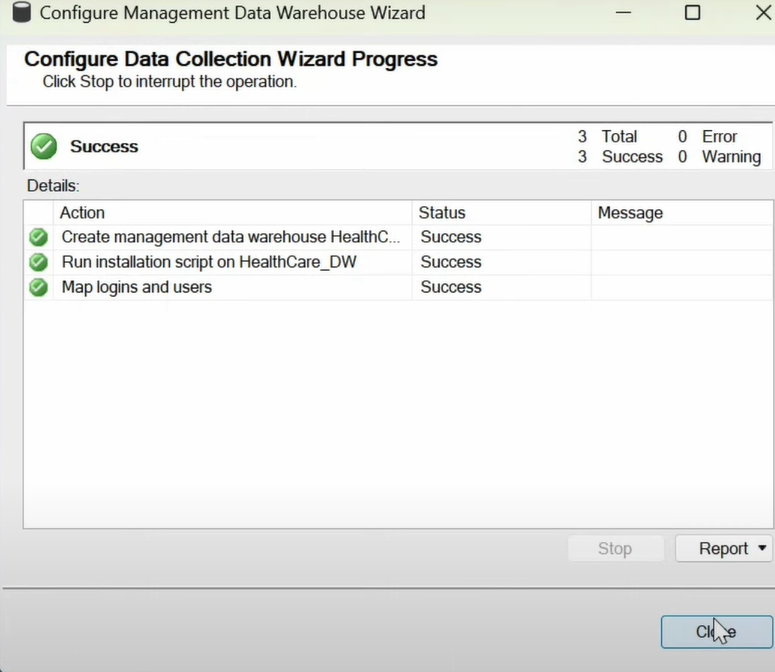 Configure Management Data Warehouse Wizard
Configure Data Collection Wizard Progress
Click Stop to interrupt the operation.
Success
3 Total 0 Error
3 Success 0 Warning
Details:
Action Status Message
Create management data warehouse HealthC... Success
Run installation script on HealthCare_DW Success
Map logins and users Success
Stop Report
Close